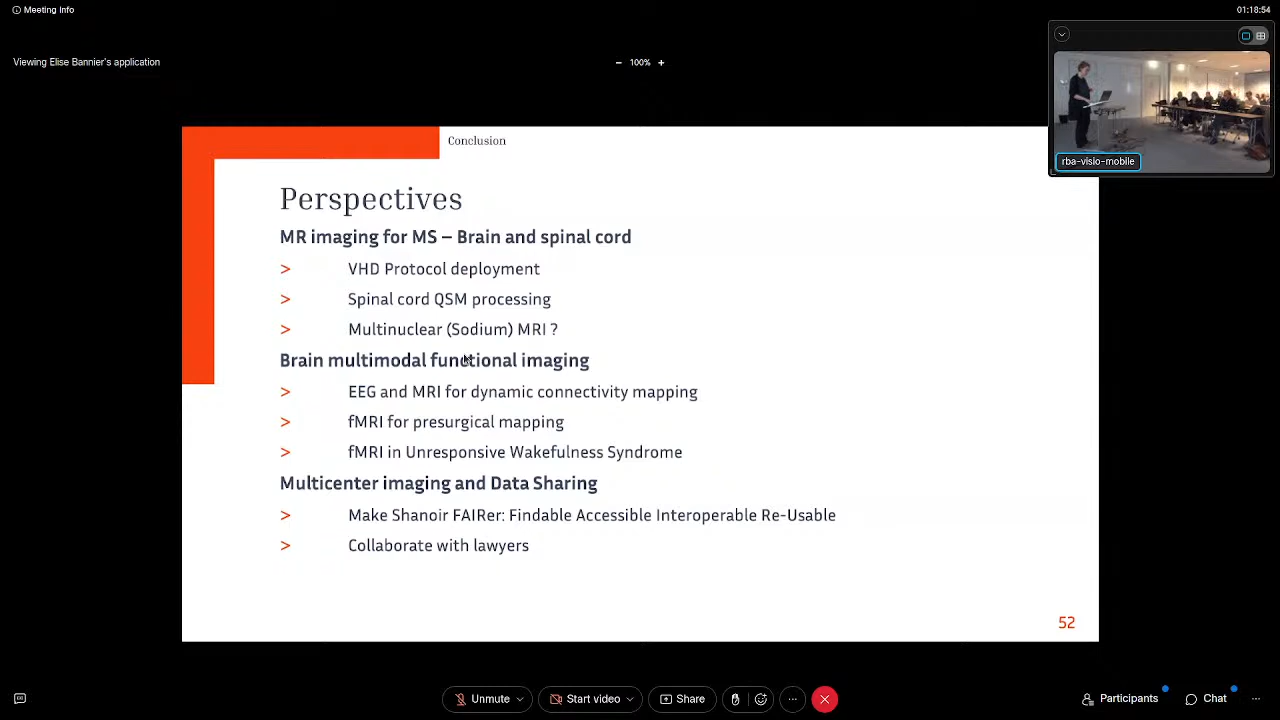 Meeting Info
01:18:54
Viewing Elise Bannier's application
100%
rba-visio-mobile
Conclusion
Perspectives
MR imaging for MS – Brain and spinal cord
> VHD Protocol deployment
> Spinal cord QSM processing
> Multinuclear (Sodium) MRI ?
Brain multimodal functional imaging
> EEG and MRI for dynamic connectivity mapping
> fMRI for presurgical mapping
> fMRI in Unresponsive Wakefulness Syndrome
Multicenter imaging and Data Sharing
> Make Shanoir FAIRer: Findable Accessible Interoperable Re-Usable
> Collaborate with lawyers
52
Unmute
Start video
Share
Participants
Chat